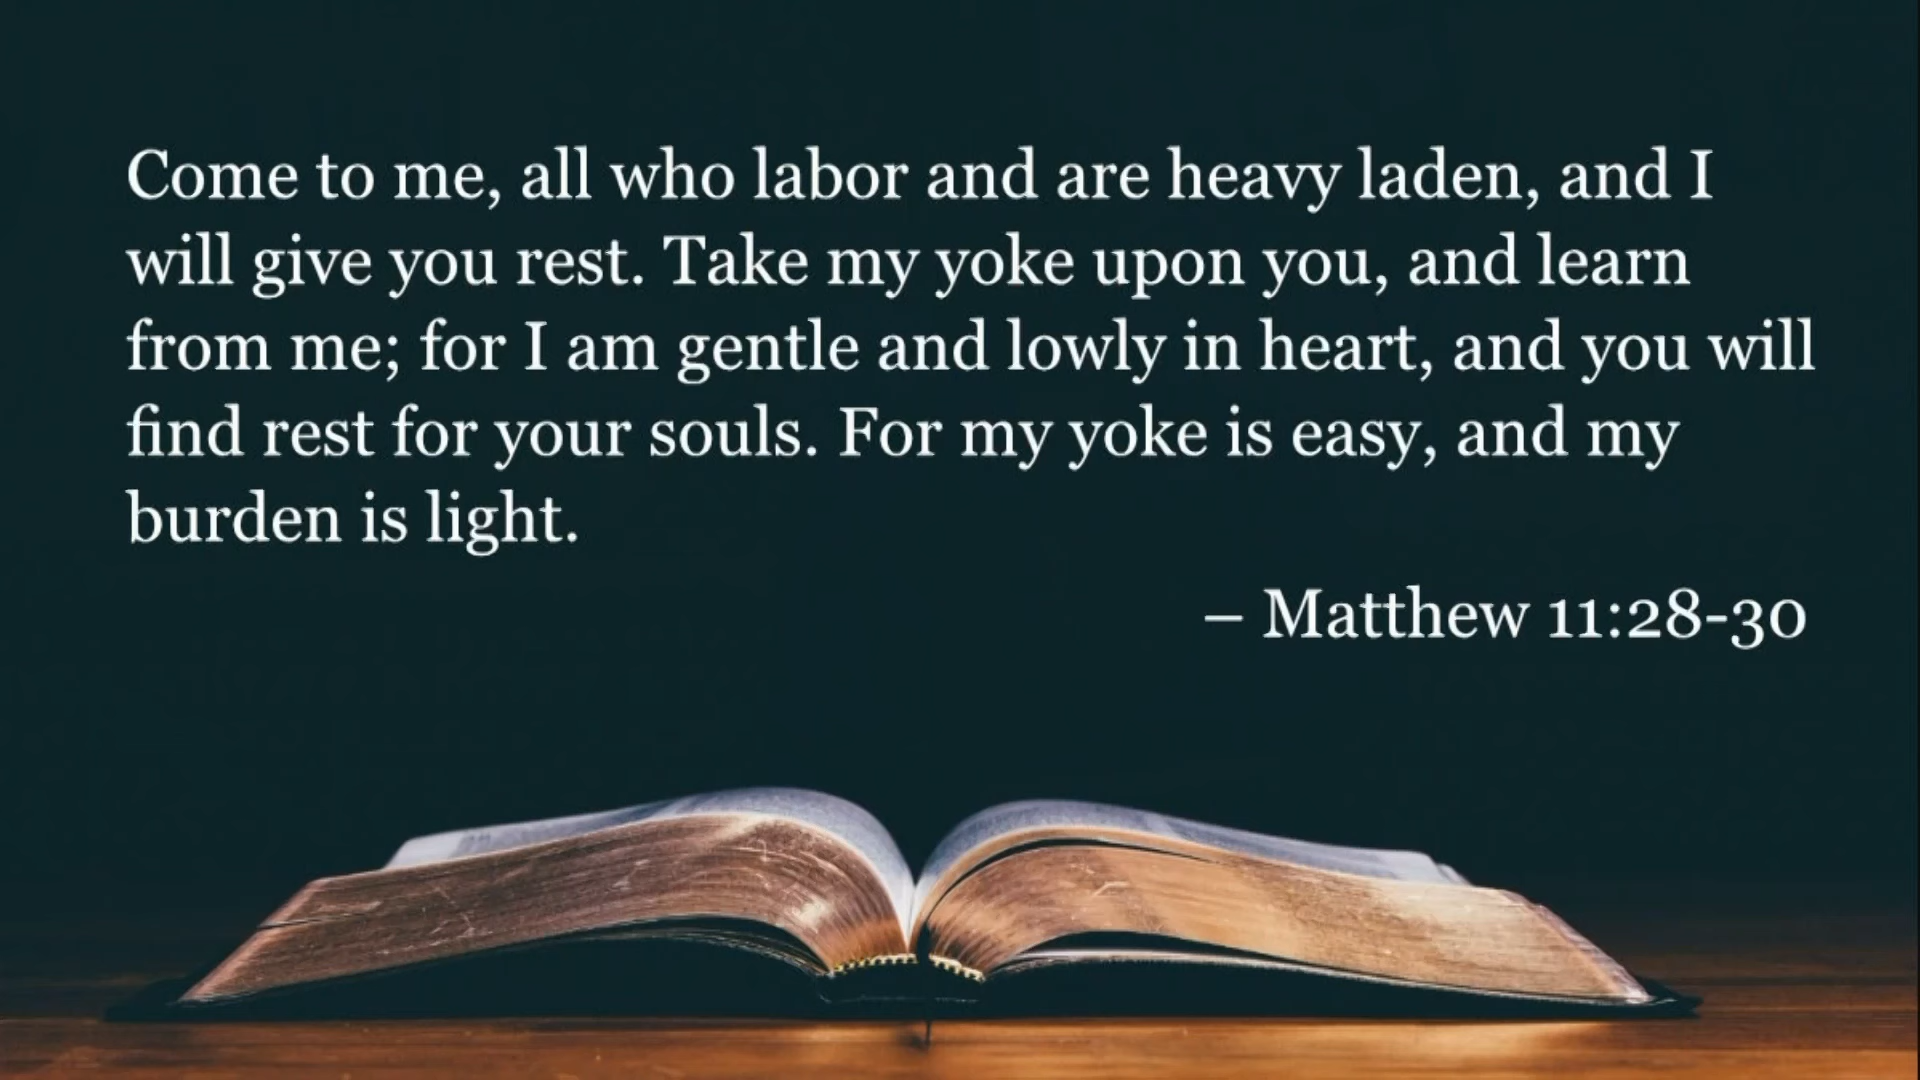 Come to me, all who labor and are heavy laden, and I
will give you rest. Take my yoke upon you, and learn
from me; for I am gentle and lowly in heart, and you will
find rest for your souls. For my yoke is easy, and my
burden is light.
– Matthew 11:28-30